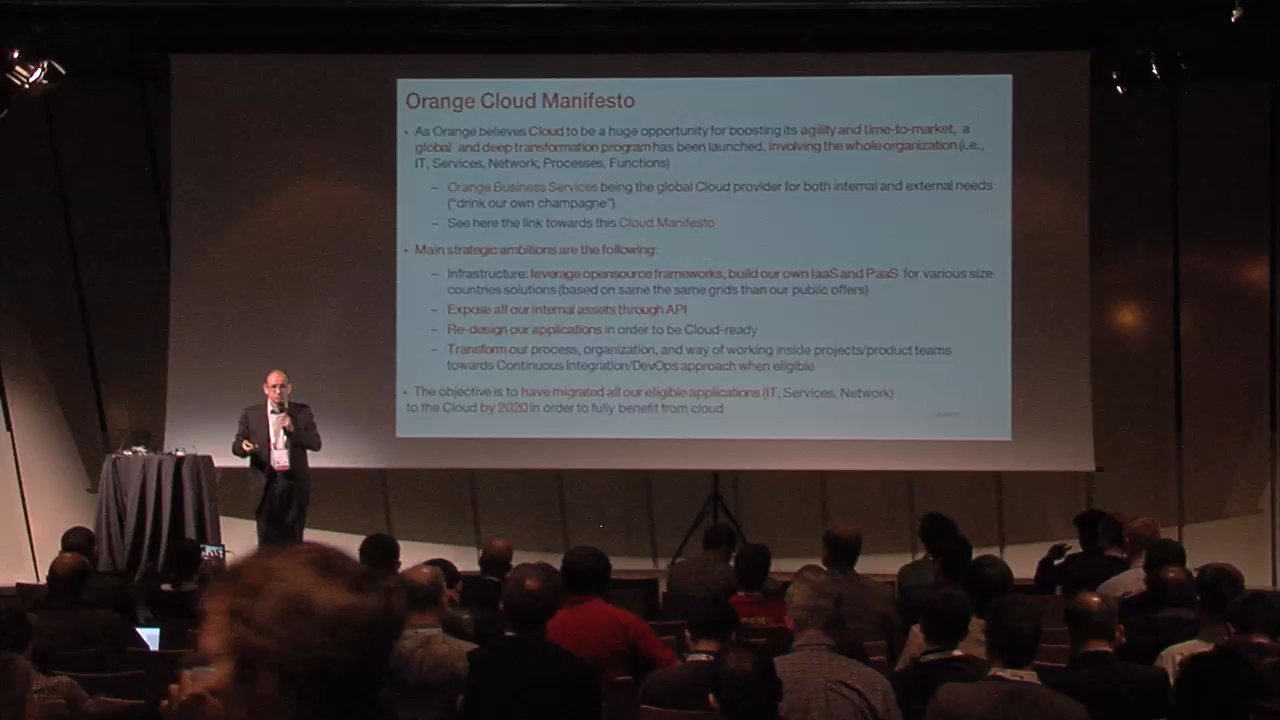 Orange Cloud Manifesto
• As Orange believes Cloud to be a huge opportunity for boosting its agility and time-to-market, a
global and deep transformation program has been launched, involving the whole organization (i.e.,
IT, Services, Network, Processes, Functions)
– Orange Business Services being the global Cloud provider for both internal and external needs
("drink our own champagne")
– See here the link towards this Cloud Manifesto
• Main strategic ambitions are the following:
– Infrastructure: leverage opensource frameworks, build our own IaaS and PaaS for various size
countries solutions (based on same the same grids than our public offers)
– Expose all our internal assets through API
– Re-design our applications in order to be Cloud-ready
– Transform our process, organization, and way of working inside projects/product teams
towards Continuous Integration/DevOps approach when eligible
• The objective is to have migrated all our eligible applications (IT, Services, Network)
to the Cloud by 2020 in order to fully benefit from cloud